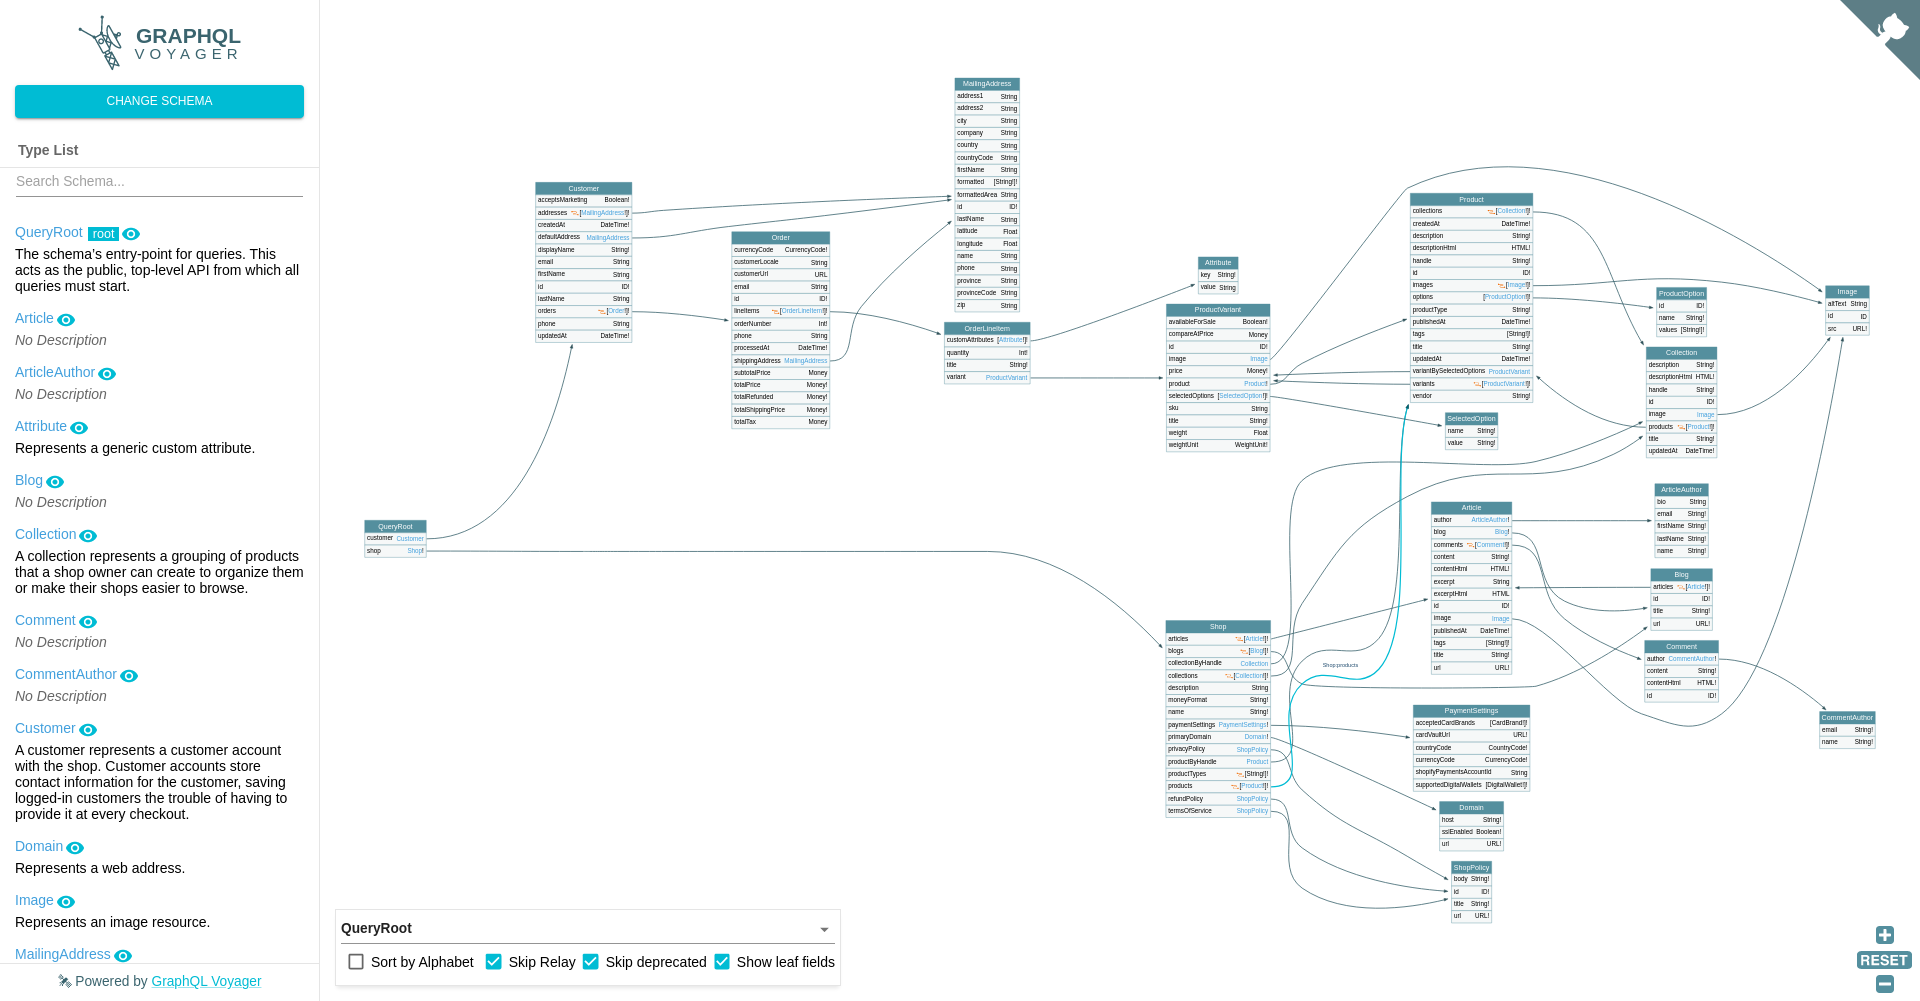 GRAPHQL
VOYAGER
CHANGE SCHEMA
Type List
Search Schema...
QueryRoot root
The schema's entry-point for queries. This
acts as the public, top-level API from which all
queries must start.
Article
No Description
ArticleAuthor
No Description
Attribute
Represents a generic custom attribute.
Blog
No Description
Collection
A collection represents a grouping of products
that a shop owner can create to organize them
or make their shops easier to browse.
Comment
No Description
CommentAuthor
No Description
Customer
A customer represents a customer account
with the shop. Customer accounts store
contact information for the customer, saving
logged-in customers the trouble of having to
provide it at every checkout.
Domain
Represents a web address.
Image
Represents an image resource.
MailingAddress
Powered by GraphQL Voyager
QueryRoot
customer Customer
shop Shop!
Customer
acceptsMarketing Boolean!
addresses [MailingAddress!]!
createdAt DateTime!
defaultAddress MailingAddress
displayName String!
email String
firstName String
id ID!
lastName String
orders [Order!]!
phone String
updatedAt DateTime!
Order
currencyCode CurrencyCode!
customerLocale String
customerUrl URL
email String
id ID!
lineItems [OrderLineItem!]!
orderNumber Int!
phone String
processedAt DateTime!
shippingAddress MailingAddress
subtotalPrice Money
totalPrice Money!
totalRefunded Money!
totalShippingPrice Money!
totalTax Money
MailingAddress
address1 String
address2 String
city String
company String
country String
countryCode String
firstName String
formatted [String!]!
formattedArea String
id ID!
lastName String
latitude Float
longitude Float
name String
phone String
province String
provinceCode String
zip String
OrderLineItem
customAttributes [Attribute!]!
quantity Int!
title String!
variant ProductVariant
Attribute
key String!
value String
ProductVariant
availableForSale Boolean!
compareAtPrice Money
id ID!
image Image
price Money!
product Product!
selectedOptions [SelectedOption!]!
sku String
title String!
weight Float
weightUnit WeightUnit!
Shop
articles [Article!]!
blogs [Blog!]!
collectionByHandle Collection
collections [Collection!]!
description String
moneyFormat String!
name String!
paymentSettings PaymentSettings!
primaryDomain Domain!
privacyPolicy ShopPolicy
productByHandle Product
productTypes [String!]!
products [Product!]!
refundPolicy ShopPolicy
termsOfService ShopPolicy
Shop:products
Product
collections [Collection!]!
createdAt DateTime!
description String!
descriptionHtml HTML!
handle String!
id ID!
images [Image!]!
options [ProductOption!]!
productType String!
publishedAt DateTime!
tags [String!]!
title String!
updatedAt DateTime!
variantBySelectedOptions ProductVariant
variants [ProductVariant!]!
vendor String!
SelectedOption
name String!
value String!
Article
author ArticleAuthor!
blog Blog!
comments [Comment!]!
content String!
contentHtml HTML!
excerpt String
excerptHtml HTML
id ID!
image Image
publishedAt DateTime!
tags [String!]!
title String!
url URL!
PaymentSettings
acceptedCardBrands [CardBrand!]!
cardVaultUrl URL!
countryCode CountryCode!
currencyCode CurrencyCode!
shopifyPaymentsAccountId String
supportedDigitalWallets [DigitalWallet!]!
Domain
host String!
sslEnabled Boolean!
url URL!
ShopPolicy
body String!
id ID!
title String!
url URL!
ProductOption
id ID!
name String!
values [String!]!
Collection
description String!
descriptionHtml HTML!
handle String!
id ID!
image Image
products [Product!]!
title String!
updatedAt DateTime!
ArticleAuthor
bio String
email String!
firstName String!
lastName String!
name String!
Blog
articles [Article!]!
id ID!
title String!
url URL!
Comment
author CommentAuthor!
content String!
contentHtml HTML!
id ID!
Image
altText String
id ID
src URL!
CommentAuthor
email String!
name String!
QueryRoot
Sort by Alphabet Skip Relay Skip deprecated Show leaf fields
RESET